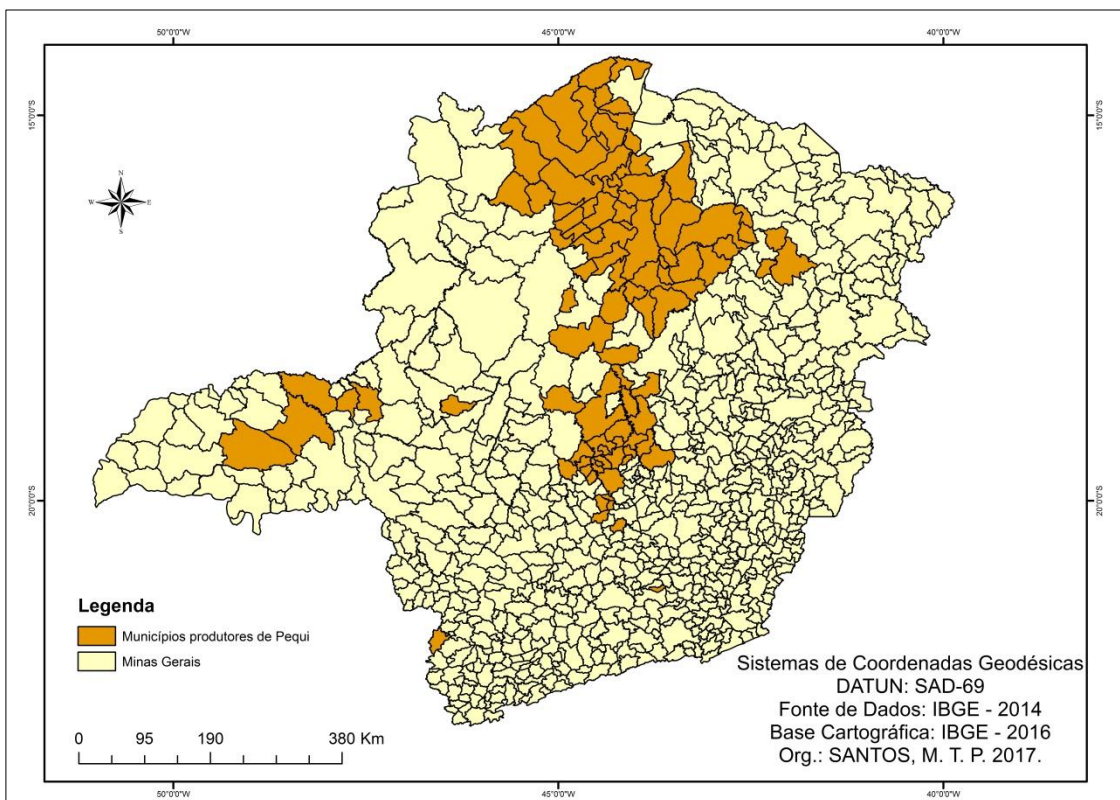 50°0'0"W 45°0'0"W 40°0'0"W
15°0'0"S 15°0'0"S
N
W E
S
20°0'0"S 20°0'0"S
Legenda
Municípios produtores de Pequi
Minas Gerais
0 95 190 380 Km
Sistemas de Coordenadas Geodésicas
DATUN: SAD-69
Fonte de Dados: IBGE - 2014
Base Cartográfica: IBGE - 2016
Org.: SANTOS, M. T. P. 2017.
50°0'0"W 45°0'0"W 40°0'0"W